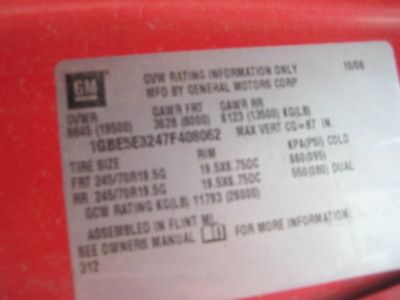 GM
GVW RATING INFORMATION ONLY 10/06
MFD BY GENERAL MOTORS CORP
GVWR GAWR FRT GAWR RR
8845 (19500) 3629 (8000) 6123 (13500) KG(LB)
1GBE5E3247F408062 MAX VERT CG= 87 IN.
TIRE SIZE RIM KPA(PSI) COLD
FRT 245/70R19.5G 19.5X6.75DC 660(095)
RR 245/70R19.5G 19.5X6.75DC 550(080) DUAL
GCW RATING KG(LB) 11793 (26000)
ASSEMBLED IN FLINT MI.
SEE OWNERS MANUAL FOR MORE INFORMATION
312